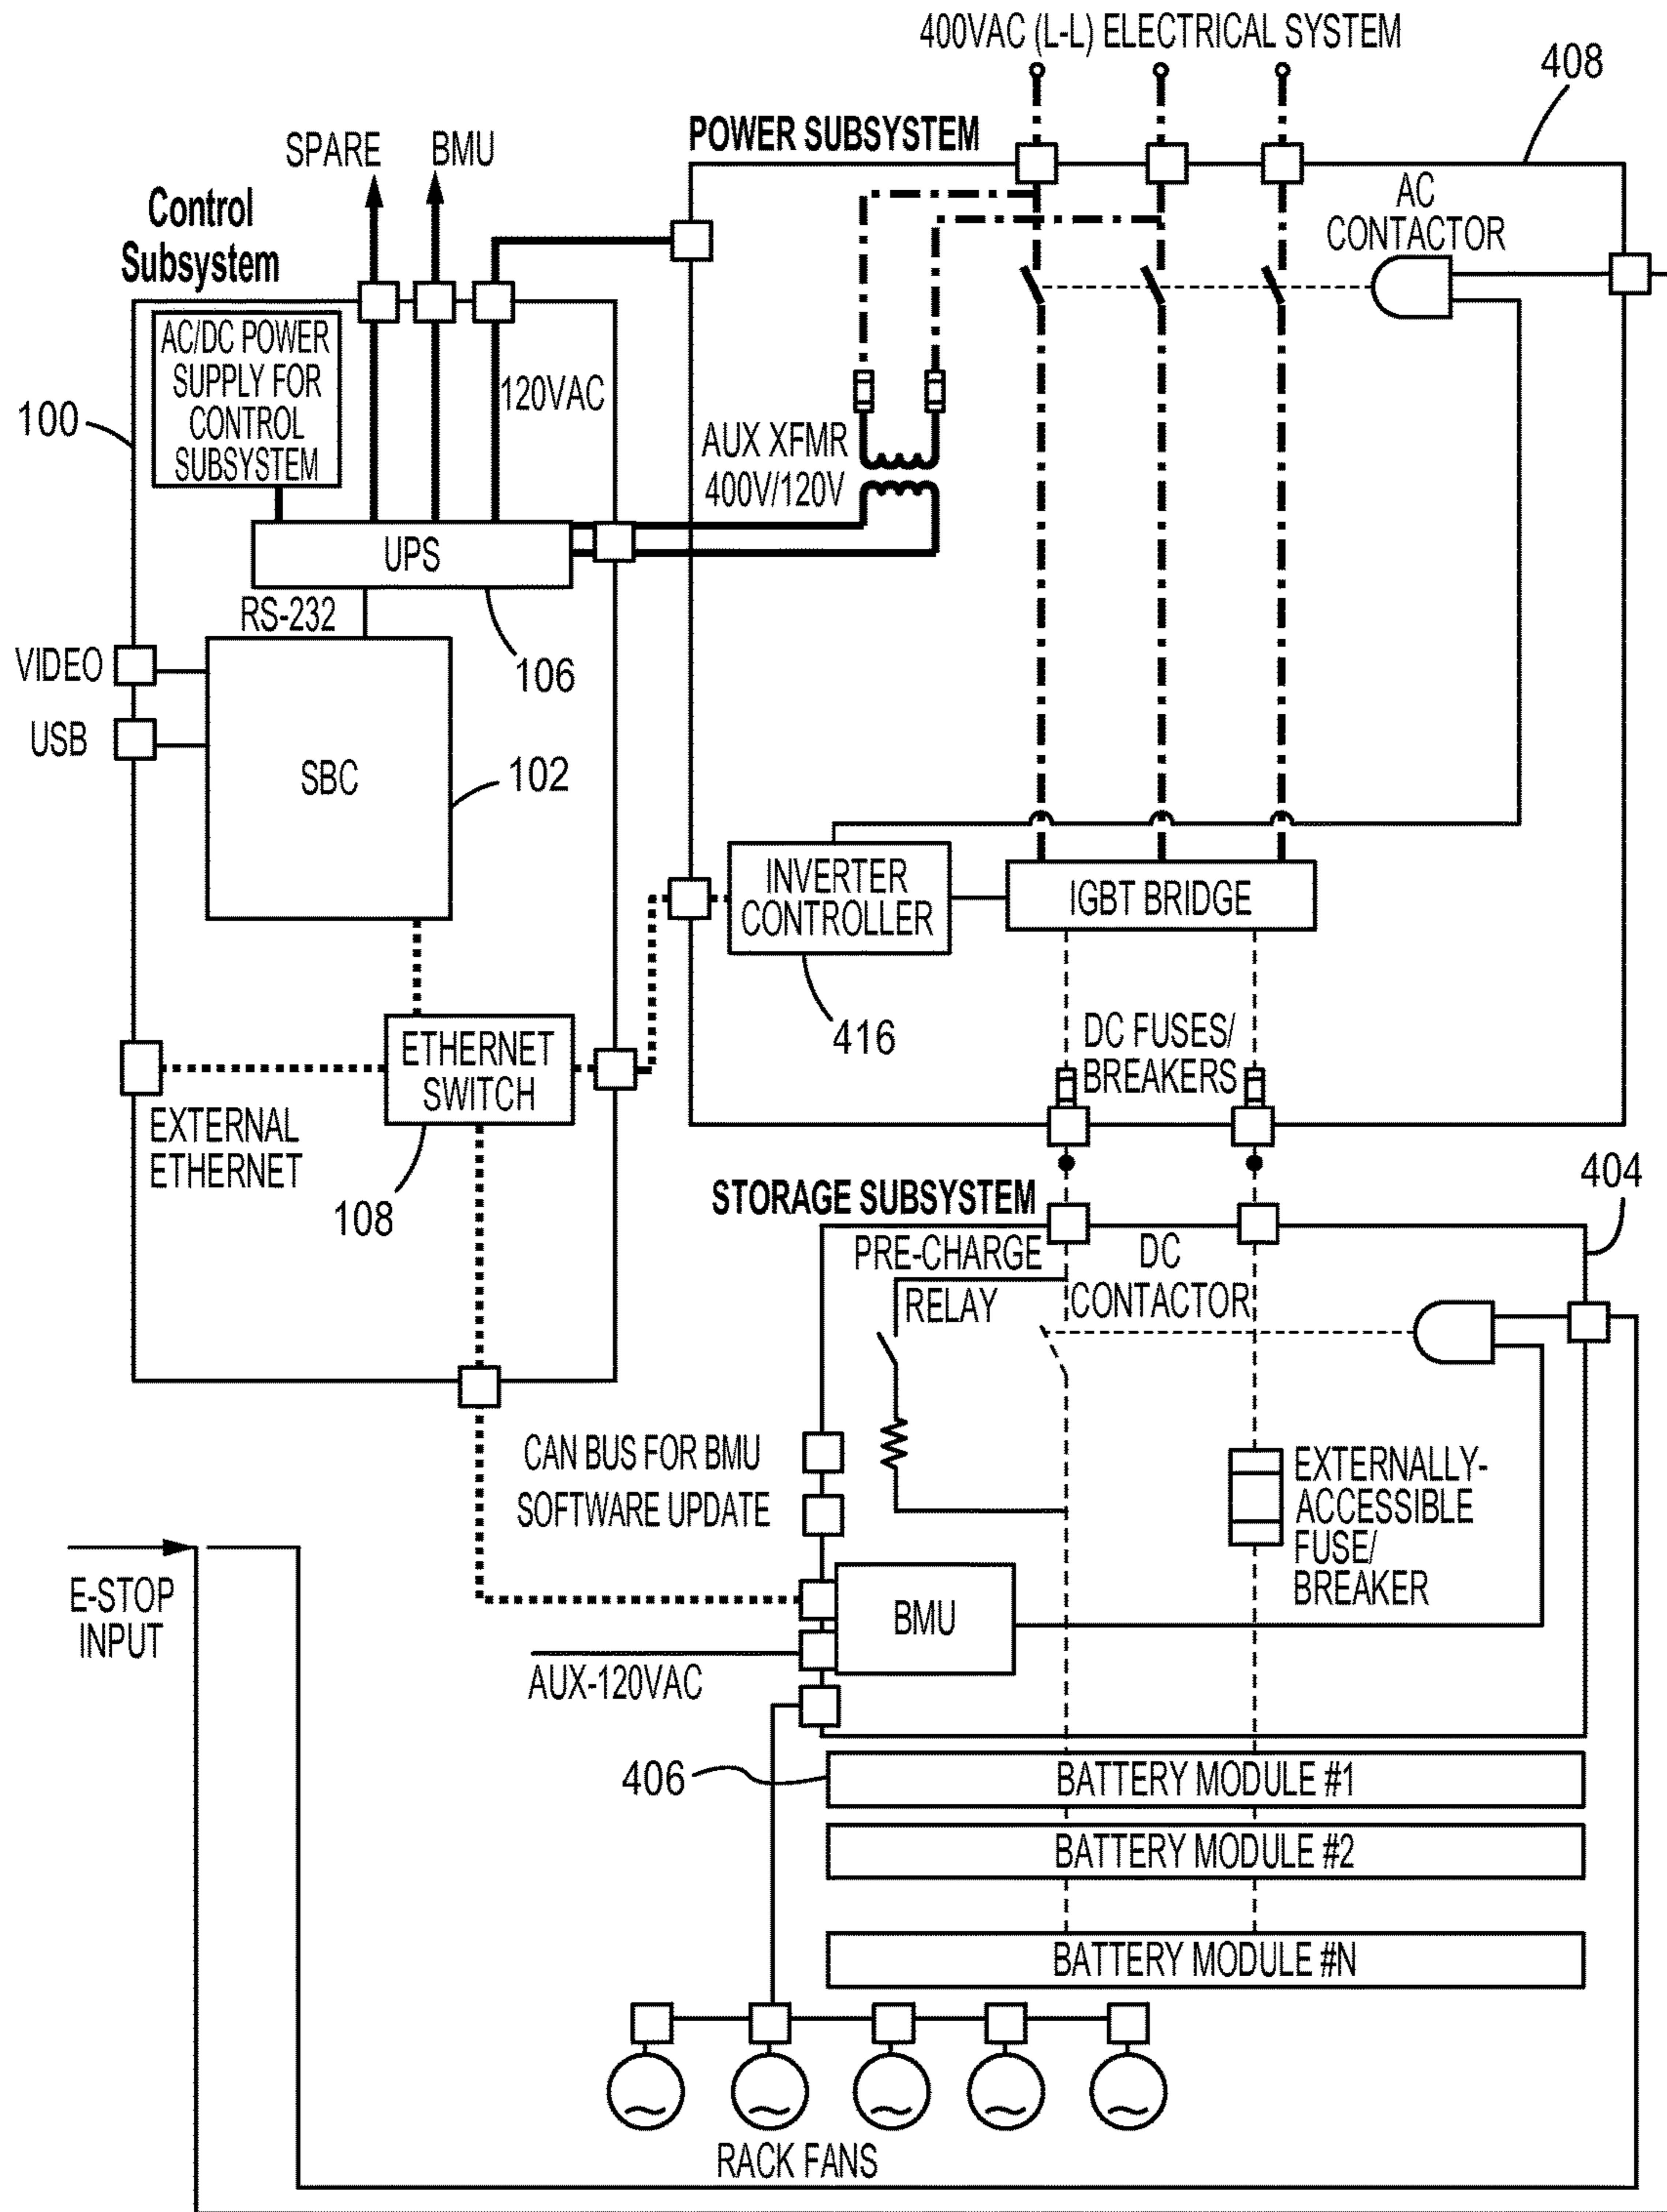 400VAC (L-L) ELECTRICAL SYSTEM
408
POWER SUBSYSTEM
SPARE
BMU
Control
Subsystem
AC
CONTACTOR
AC/DC POWER
SUPPLY FOR
CONTROL
SUBSYSTEM
120VAC
100
AUX XFMR
400V/120V
UPS
RS-232
106
VIDEO
USB
SBC
102
INVERTER
CONTROLLER
IGBT BRIDGE
416
DC FUSES/
BREAKERS
ETHERNET
SWITCH
EXTERNAL
ETHERNET
108
STORAGE SUBSYSTEM
404
PRE-CHARGE
RELAY
DC
CONTACTOR
CAN BUS FOR BMU
SOFTWARE UPDATE
EXTERNALLY-
ACCESSIBLE
FUSE/
BREAKER
E-STOP
INPUT
BMU
AUX-120VAC
406
BATTERY MODULE #1
BATTERY MODULE #2
BATTERY MODULE #N
RACK FANS